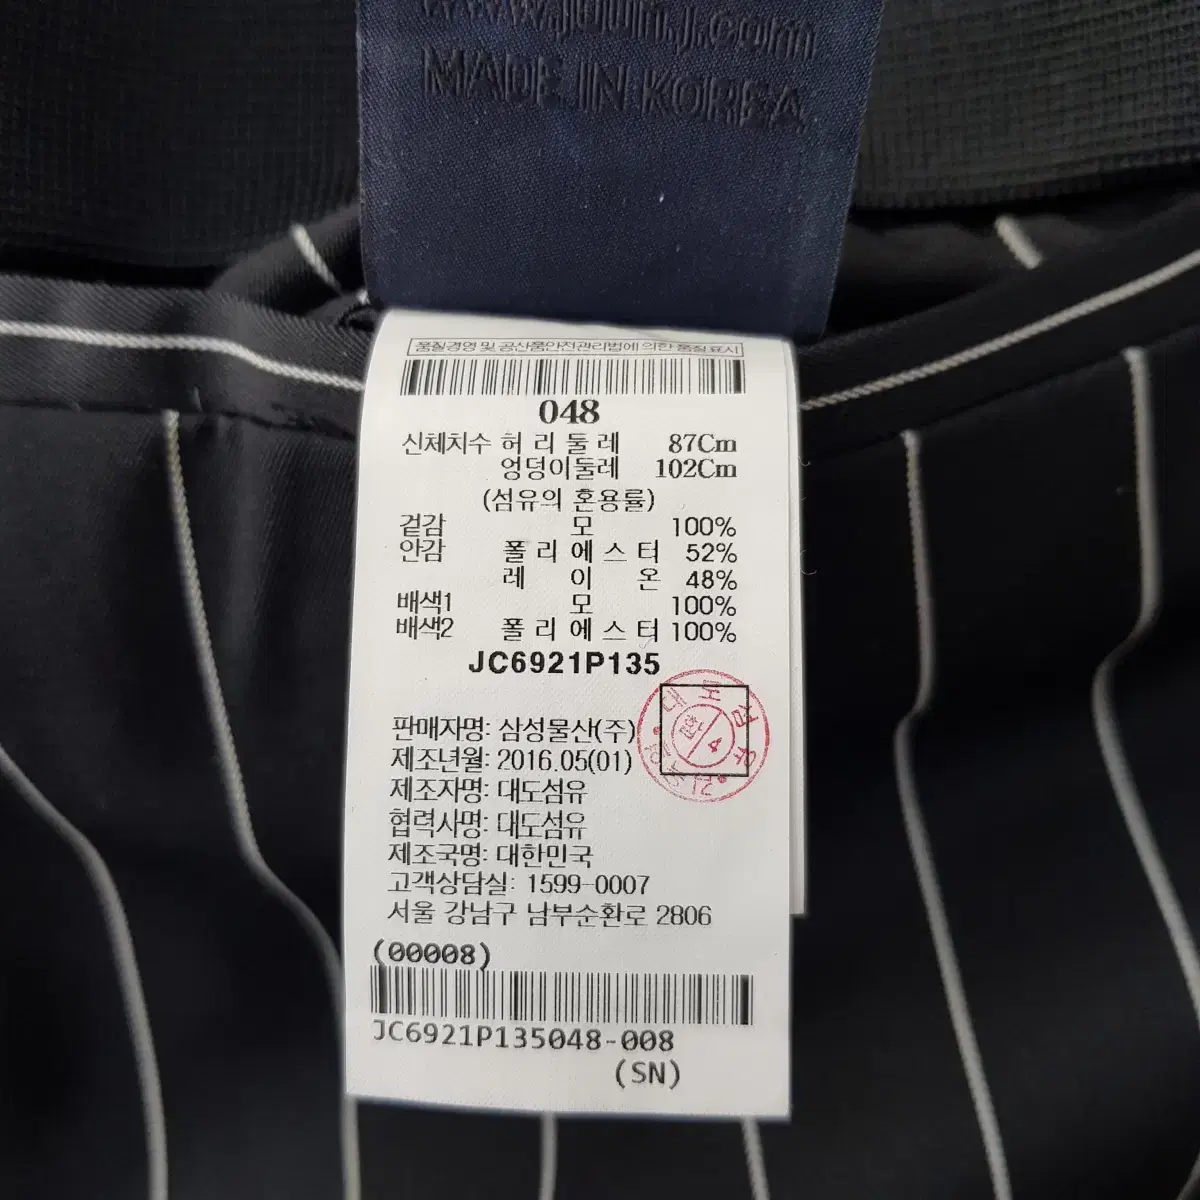 MADE IN KOREA
품질경영 및 공산품안전관리법에 의한 품질표시
048
신체치수 허리둘레 87Cm
엉덩이둘레 102Cm
(섬유의 혼용률)
겉감 모 100%
안감 폴리에스터 52%
레이온 48%
배색1 모 100%
배색2 폴리에스터 100%
JC6921P135
판매자명: 삼성물산(주)
제조년월: 2016.05(01)
제조자명: 대도섬유
협력사명: 대도섬유
제조국명: 대한민국
고객상담실: 1599-0007
서울 강남구 남부순환로 2806
(00008)
JC6921P135048-008
(SN)